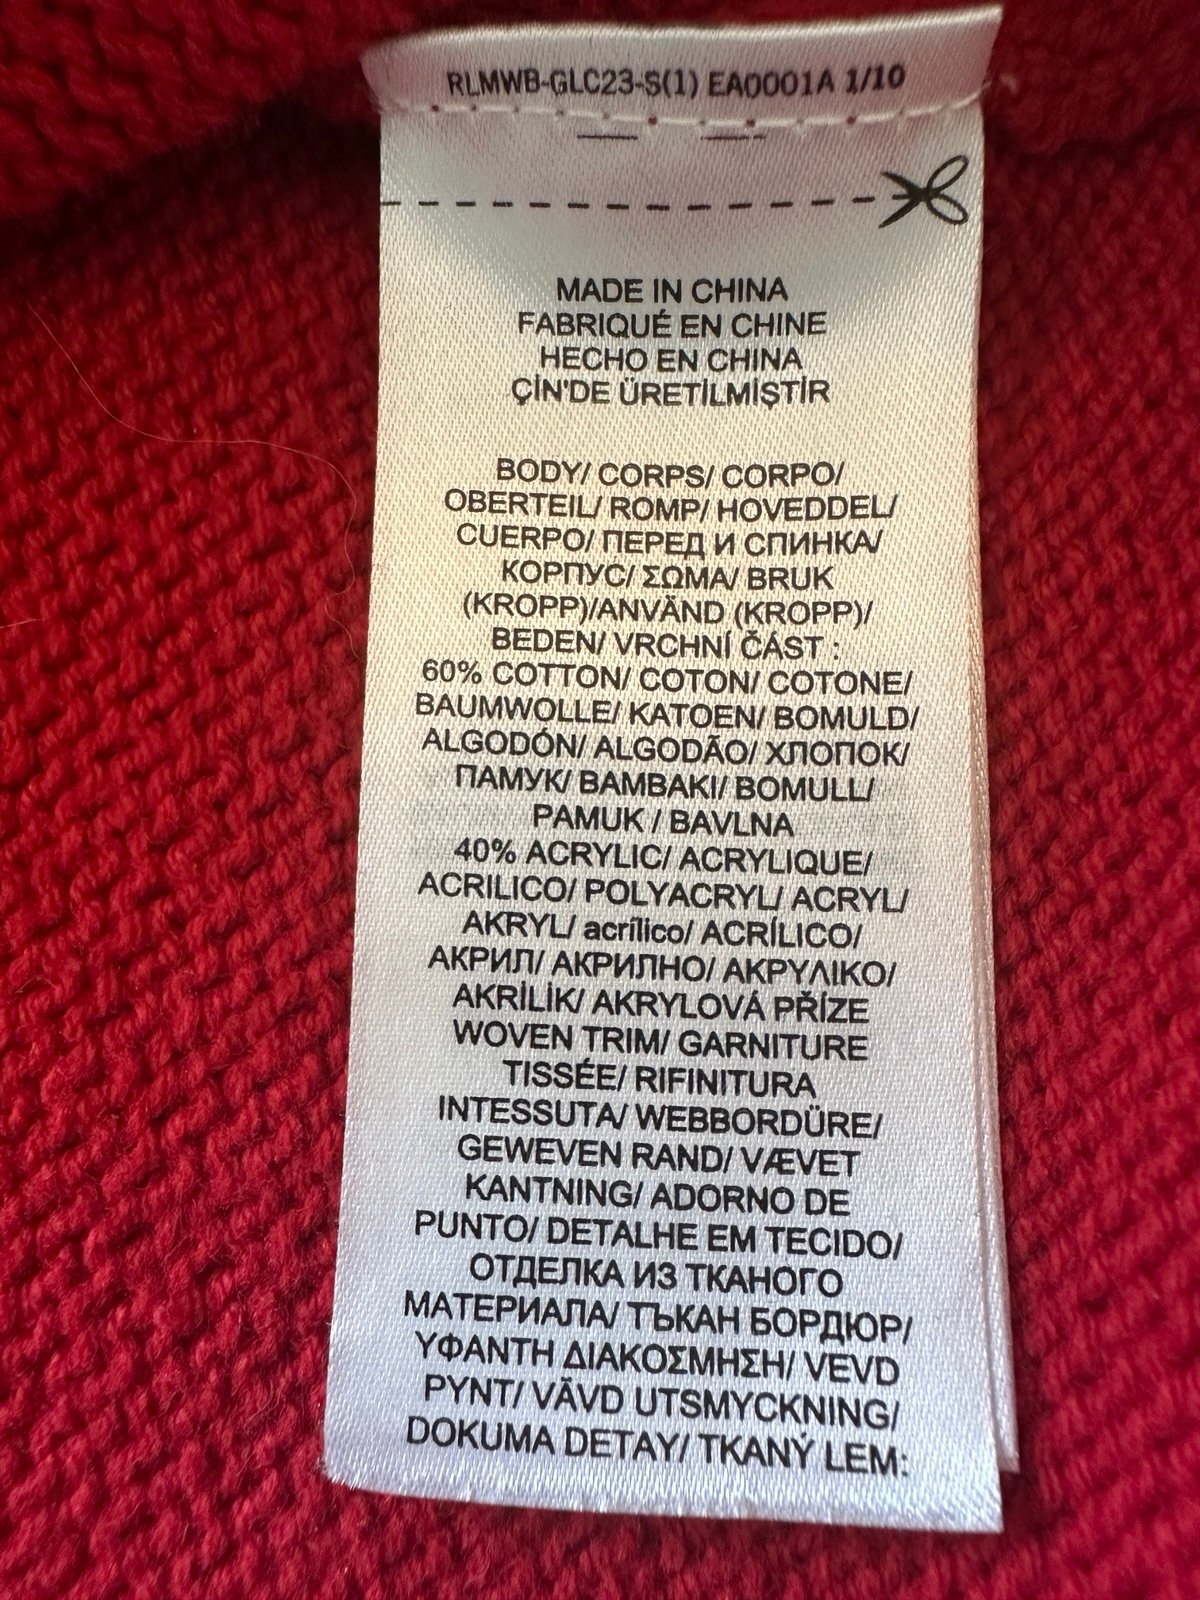 RLMWB-GLC23-S(1) EA0001A 1/10
MADE IN CHINA
FABRIQUÉ EN CHINE
HECHO EN CHINA
ÇİN'DE ÜRETİLMİŞTİR
BODY/ CORPS/ CORPO/
OBERTEIL/ ROMP/ HOVEDDEL/
CUERPO/ ПЕРЕД И СПИНКА/
КОРПУС/ ΣΩΜΑ/ BRUK
(KROPP)/ANVÄND (KROPP)/
BEDEN/ VRCHNÍ ČÁST :
60% COTTON/ COTON/ COTONE/
BAUMWOLLE/ KATOEN/ BOMULD/
ALGODÓN/ ALGODÃO/ ХЛОПОК/
ПАМУК/ ΒΑΜΒΑΚΙ/ BOMULL/
PAMUK / BAVLNA
40% ACRYLIC/ ACRYLIQUE/
ACRILICO/ POLYACRYL/ ACRYL/
AKRYL/ acrílico/ ACRÍLICO/
АКРИЛ/ АКРИЛНО/ ΑΚΡΥΛΙΚΟ/
AKRİLİK/ AKRYLOVÁ PŘÍZE
WOVEN TRIM/ GARNITURE
TISSÉE/ RIFINITURA
INTESSUTA/ WEBBORDÜRE/
GEWEVEN RAND/ VÆVET
KANTNING/ ADORNO DE
PUNTO/ DETALHE EM TECIDO/
ОТДЕЛКА ИЗ ТКАНОГО
МАТЕРИАЛА/ ТЪКАН БОРДЮР/
ΥΦΑΝΤΗ ΔΙΑΚΟΣΜΗΣΗ/ VEVD
PYNT/ VÄVD UTSMYCKNING/
DOKUMA DETAY/ TKANÝ LEM: